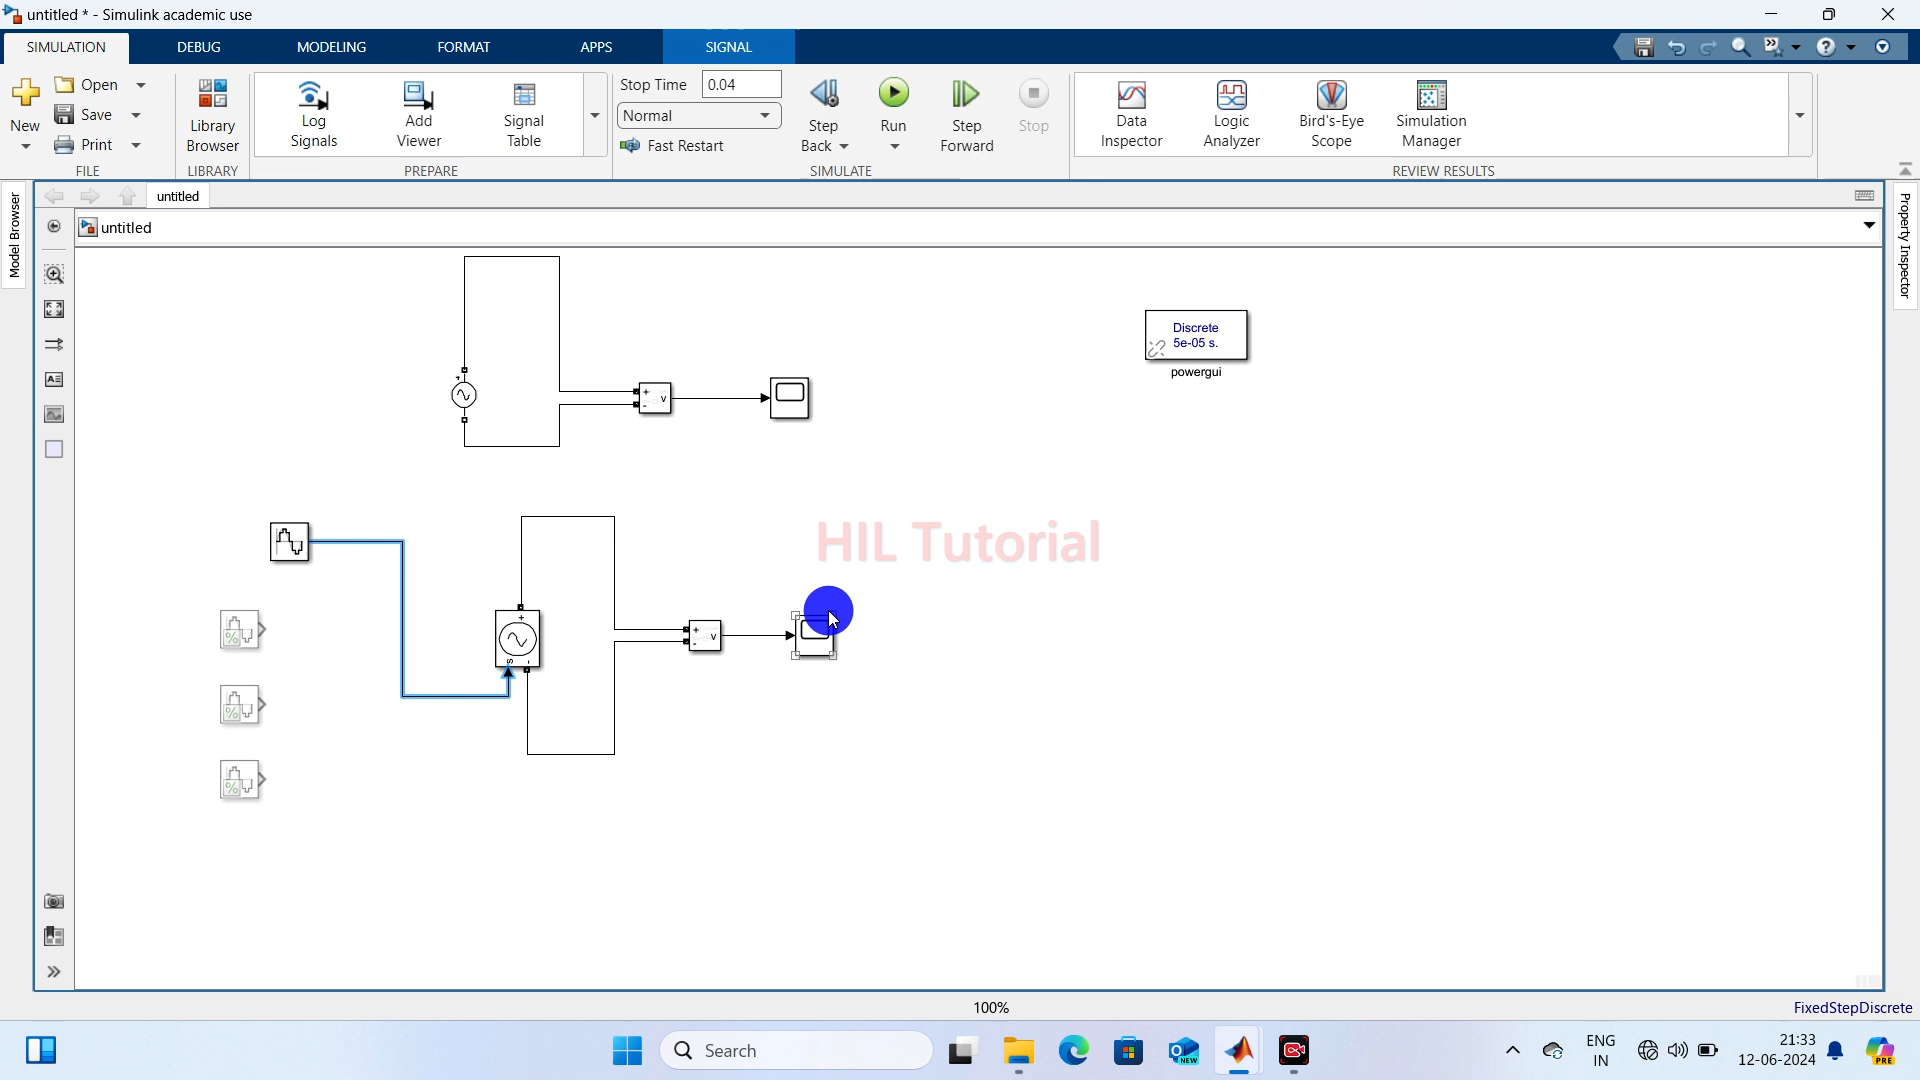 untitled * - Simulink academic use
SIMULATION DEBUG MODELING FORMAT APPS SIGNAL
New
Open
Save
Print
FILE
Library
Browser
LIBRARY
Log
Signals
Add
Viewer
Signal
Table
PREPARE
Stop Time 0.04
Normal
Fast Restart
Step
Back
Run
Step
Forward
Stop
SIMULATE
Data
Inspector
Logic
Analyzer
Bird's-Eye
Scope
Simulation
Manager
REVIEW RESULTS
Model Browser
untitled
untitled
Property Inspector
Discrete
5e-05 s.
powergui
+
+
-
v
HIL Tutorial
+
s
-
+
-
v
%
%
%
100%
FixedStepDiscrete
Search
NEW
ENG
IN
21:33
12-06-2024
PRE